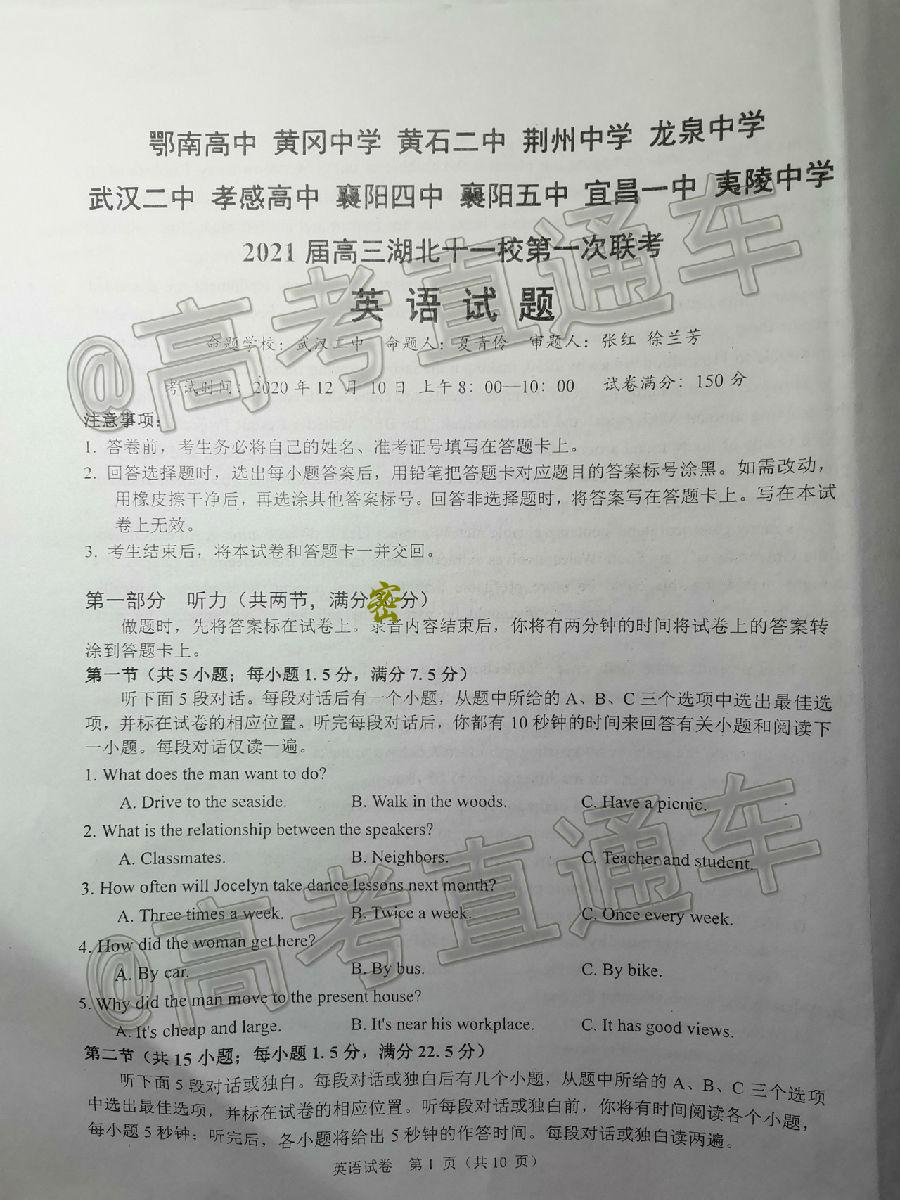 鄂南高中 黄冈中学 黄石二中 荆州中学 龙泉中学
武汉二中 孝感高中 襄阳四中 襄阳五中 宜昌一中 夷陵中学
2021届高三湖北十一校第一次联考
英语试题
命题学校：武汉二中 命题人：夏青伶 审题人：张红 徐兰芳
考试时间：2020年12月10日上午8：00—10：00 试卷满分：150分
注意事项：
1. 答卷前，考生务必将自己的姓名、准考证号填写在答题卡上。
2. 回答选择题时，选出每小题答案后，用铅笔把答题卡对应题目的答案标号涂黑。如需改动，
用橡皮擦干净后，再选涂其他答案标号。回答非选择题时，将答案写在答题卡上。写在本试
卷上无效。
3. 考生结束后，将本试卷和答题卡一并交回。
第一部分 听力（共两节，满分 分）
密
做题时，先将答案标在试卷上。录音内容结束后，你将有两分钟的时间将试卷上的答案转
涂到答题卡上。
第一节（共5小题；每小题1.5分，满分7.5分）
听下面5段对话。每段对话后有一个小题，从题中所给的A、B、C三个选项中选出最佳选
项，并标在试卷的相应位置。听完每段对话后，你都有10秒钟的时间来回答有关小题和阅读下
一小题。每段对话仅读一遍。
1. What does the man want to do?
A. Drive to the seaside. B. Walk in the woods. C. Have a picnic.
2. What is the relationship between the speakers?
A. Classmates. B. Neighbors. C. Teacher and student.
3. How often will Jocelyn take dance lessons next month?
A. Three times a week. B. Twice a week. C. Once every week.
4. How did the woman get here?
A. By car. B. By bus. C. By bike.
5. Why did the man move to the present house?
A. It's cheap and large. B. It's near his workplace. C. It has good views.
第二节（共15小题；每小题1.5分，满分22.5分）
听下面5段对话或独白。每段对话或独白后有几个小题，从题中所给的A、B、C三个选项
中选出最佳选项，并标在试卷的相应位置。听每段对话或独白前，你将有时间阅读各个小题，
每小题5秒钟；听完后，各小题将给出5秒钟的作答时间。每段对话或独白读两遍。
英语试卷 第1页（共10页）
@高考直通车
@高考直通车